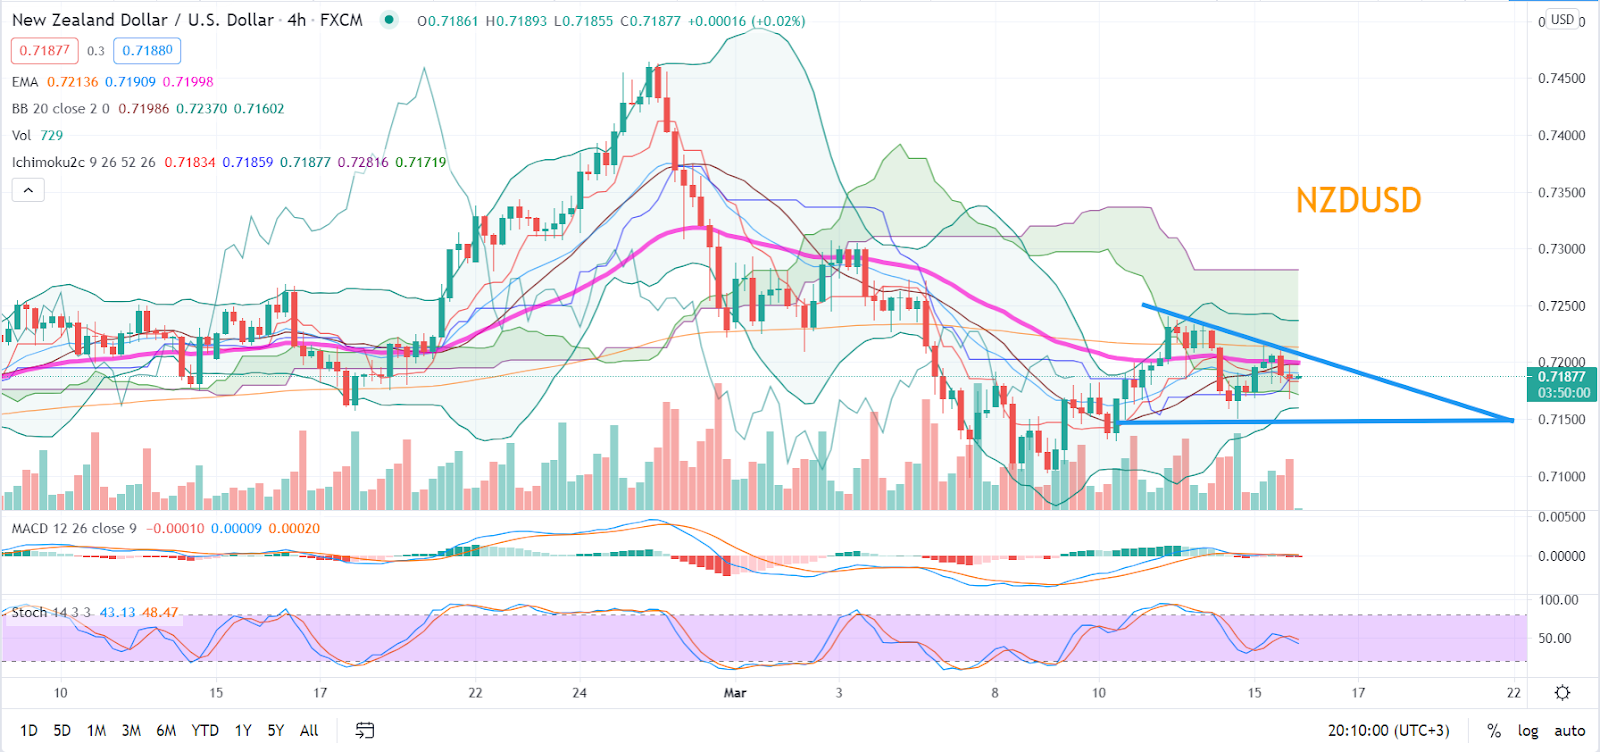 New Zealand Dollar / U.S. Dollar · 4h · FXCM O0.71861 H0.71893 L0.71855 C0.71877 +0.00016 (+0.02%)
0.71877 0.3 0.71880
EMA 0.72136 0.71909 0.71998
BB 20 close 2 0 0.71986 0.72370 0.71602
Vol 729
Ichimoku2c 9 26 52 26 0.71834 0.71859 0.71877 0.72816 0.71719
NZDUSD
USD
0.74500
0.74000
0.73500
0.73000
0.72500
0.72000
0.71877
03:50:00
0.71500
0.71000
MACD 12 26 close 9 −0.00010 0.00009 0.00020
0.00500
0.00000
Stoch 14 3 3 43.13 48.47
100.00
50.00
10 15 17 22 24 Mar 3 8 10 15 17 22
1D 5D 1M 3M 6M YTD 1Y 5Y All 20:10:00 (UTC+3) % log auto